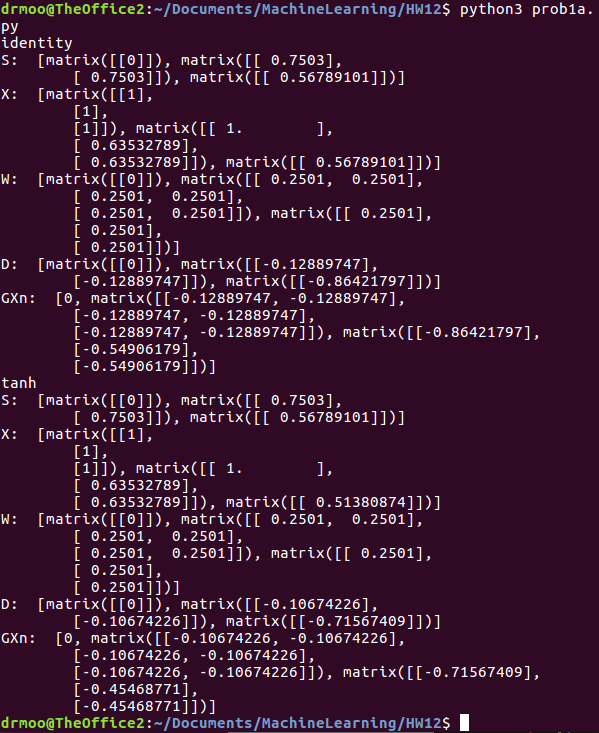 drmoo@TheOffice2:~/Documents/MachineLearning/HW12$ python3 prob1a.
py
identity
S:  [matrix([[0]]), matrix([[ 0.7503],
        [ 0.7503]]), matrix([[ 0.56789101]])]
X:  [matrix([[1],
        [1],
        [1]]), matrix([[ 1.        ],
        [ 0.63532789],
        [ 0.63532789]]), matrix([[ 0.56789101]])]
W:  [matrix([[0]]), matrix([[ 0.2501,  0.2501],
        [ 0.2501,  0.2501],
        [ 0.2501,  0.2501]]), matrix([[ 0.2501],
        [ 0.2501],
        [ 0.2501]])]
D:  [matrix([[0]]), matrix([[-0.12889747],
        [-0.12889747]]), matrix([[-0.86421797]])]
GXn:  [0, matrix([[-0.12889747, -0.12889747],
        [-0.12889747, -0.12889747],
        [-0.12889747, -0.12889747]]), matrix([[-0.86421797],
        [-0.54906179],
        [-0.54906179]])]
tanh
S:  [matrix([[0]]), matrix([[ 0.7503],
        [ 0.7503]]), matrix([[ 0.56789101]])]
X:  [matrix([[1],
        [1],
        [1]]), matrix([[ 1.        ],
        [ 0.63532789],
        [ 0.63532789]]), matrix([[ 0.51380874]])]
W:  [matrix([[0]]), matrix([[ 0.2501,  0.2501],
        [ 0.2501,  0.2501],
        [ 0.2501,  0.2501]]), matrix([[ 0.2501],
        [ 0.2501],
        [ 0.2501]])]
D:  [matrix([[0]]), matrix([[-0.10674226],
        [-0.10674226]]), matrix([[-0.71567409]])]
GXn:  [0, matrix([[-0.10674226, -0.10674226],
        [-0.10674226, -0.10674226],
        [-0.10674226, -0.10674226]]), matrix([[-0.71567409],
        [-0.45468771],
        [-0.45468771]])]
drmoo@TheOffice2:~/Documents/MachineLearning/HW12$